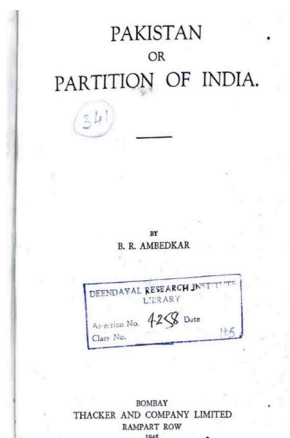 PAKISTAN
OR
PARTITION OF INDIA.
341
BY
B. R. AMBEDKAR
DEENDAYAL RESEARCH INSTITUTE
LIBRARY
Accession No. 4258 Date
Class No. 45
BOMBAY
THACKER AND COMPANY LIMITED
RAMPART ROW